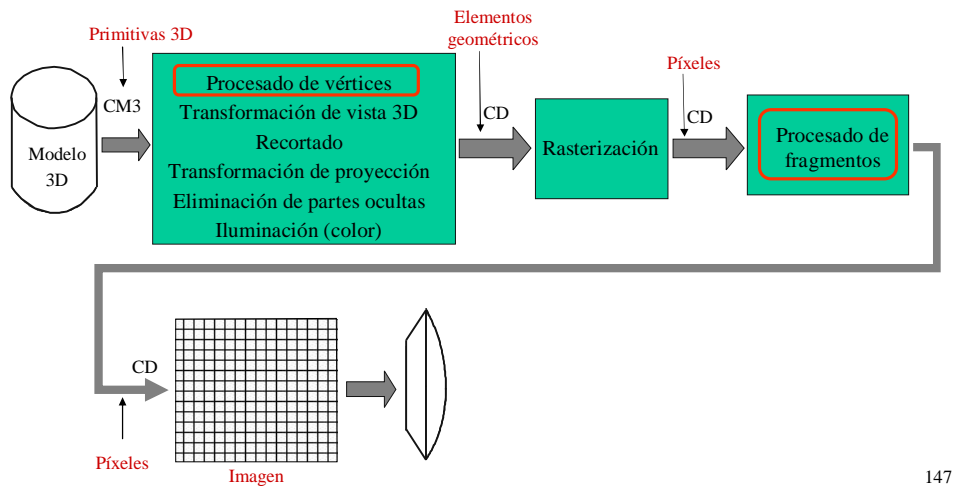 Primitivas 3D
CM3
Modelo
3D
Procesado de vértices
Transformación de vista 3D
Recortado
Transformación de proyección
Eliminación de partes ocultas
Iluminación (color)
Elementos
geométricos
CD
Rasterización
Píxeles
CD
Procesado de
fragmentos
CD
Píxeles
Imagen
147